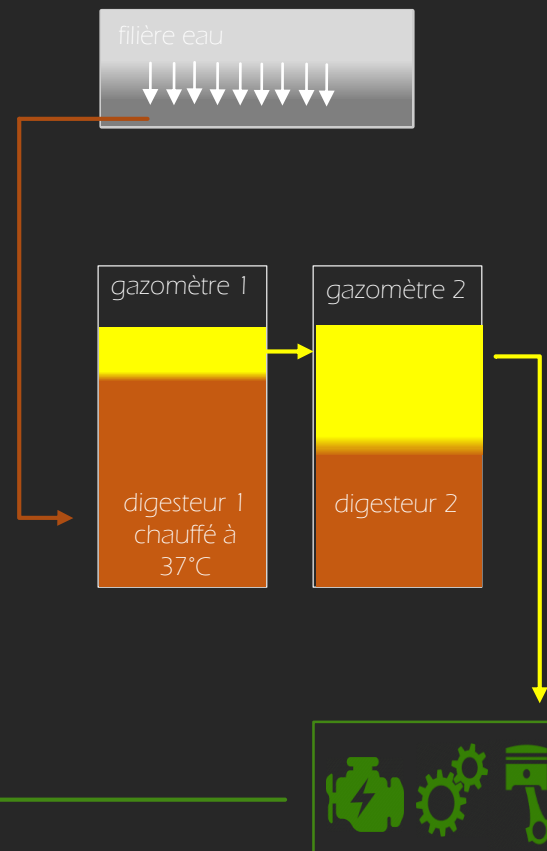 filière eau
gazomètre 1
gazomètre 2
digesteur 1
chauffé à
37°C
digesteur 2